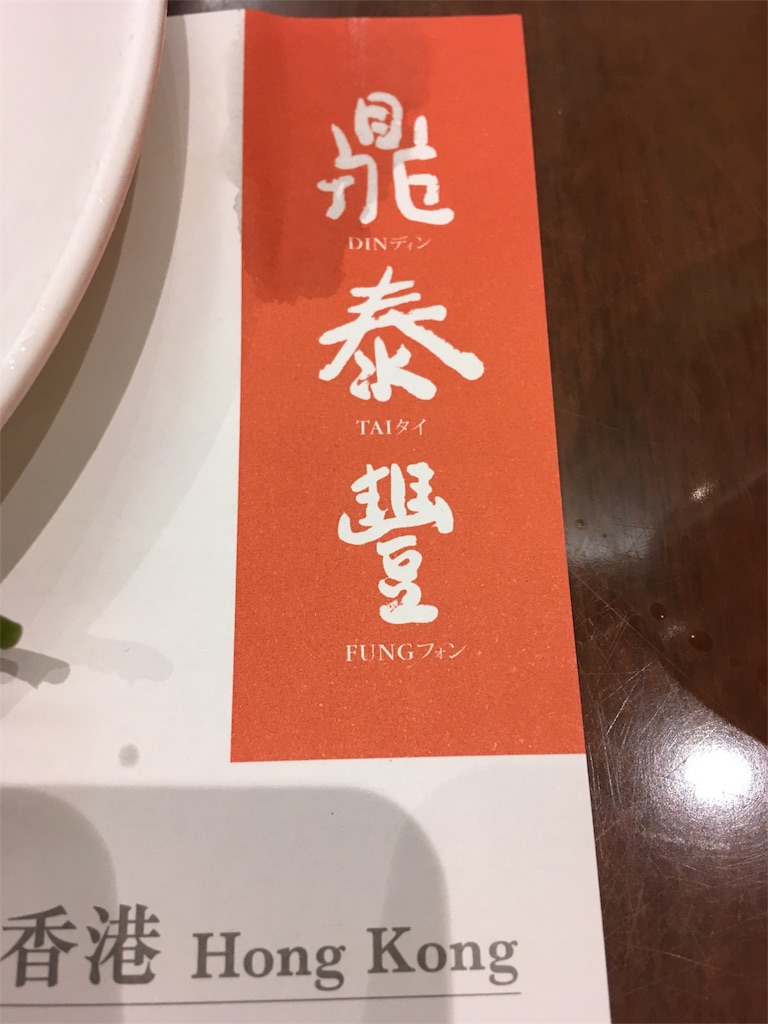 鼎
DINディン
泰
TAIタイ
豐
FUNGフォン
香港 Hong Kong